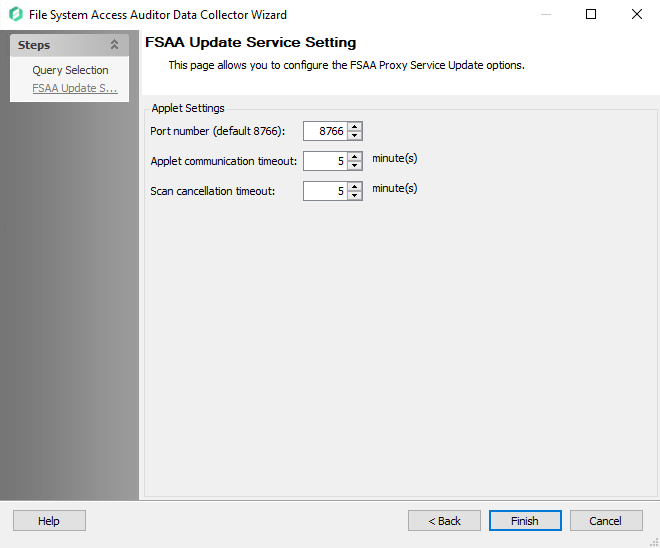 File System Access Auditor Data Collector Wizard
Steps
Query Selection
FSAA Update S...
FSAA Update Service Setting
This page allows you to configure the FSAA Proxy Service Update options.
Applet Settings
Port number (default 8766): 8766
Applet communication timeout: 5 minute(s)
Scan cancellation timeout: 5 minute(s)
Help < Back Finish Cancel